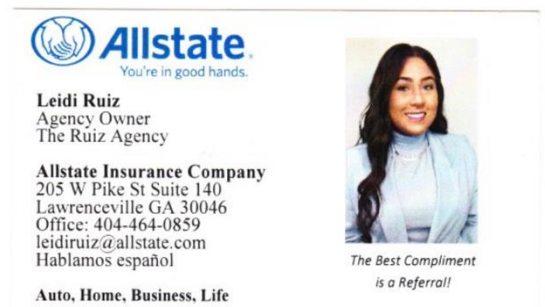 Allstate.
You're in good hands.
Leidi Ruiz
Agency Owner
The Ruiz Agency
Allstate Insurance Company
205 W Pike St Suite 140
Lawrenceville GA 30046
Office: 404-464-0859
leidiruiz@allstate.com
Hablamos español
Auto, Home, Business, Life
The Best Compliment
is a Referral!